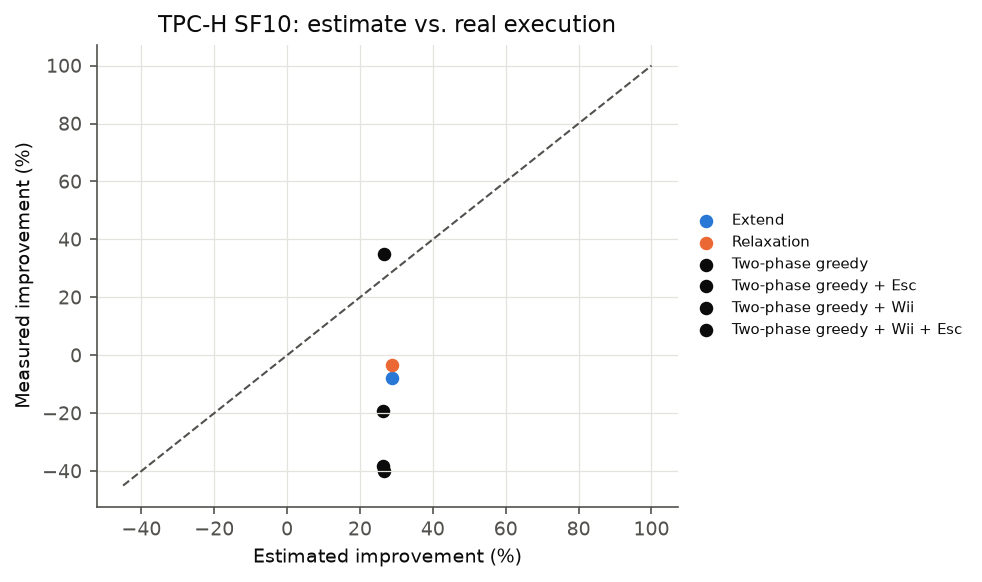 TPC-H SF10: estimate vs. real execution
Measured improvement (%)
100
80
60
40
20
0
−20
−40
−40
−20
0
20
40
60
80
100
Estimated improvement (%)
Extend
Relaxation
Two-phase greedy
Two-phase greedy + Esc
Two-phase greedy + Wii
Two-phase greedy + Wii + Esc